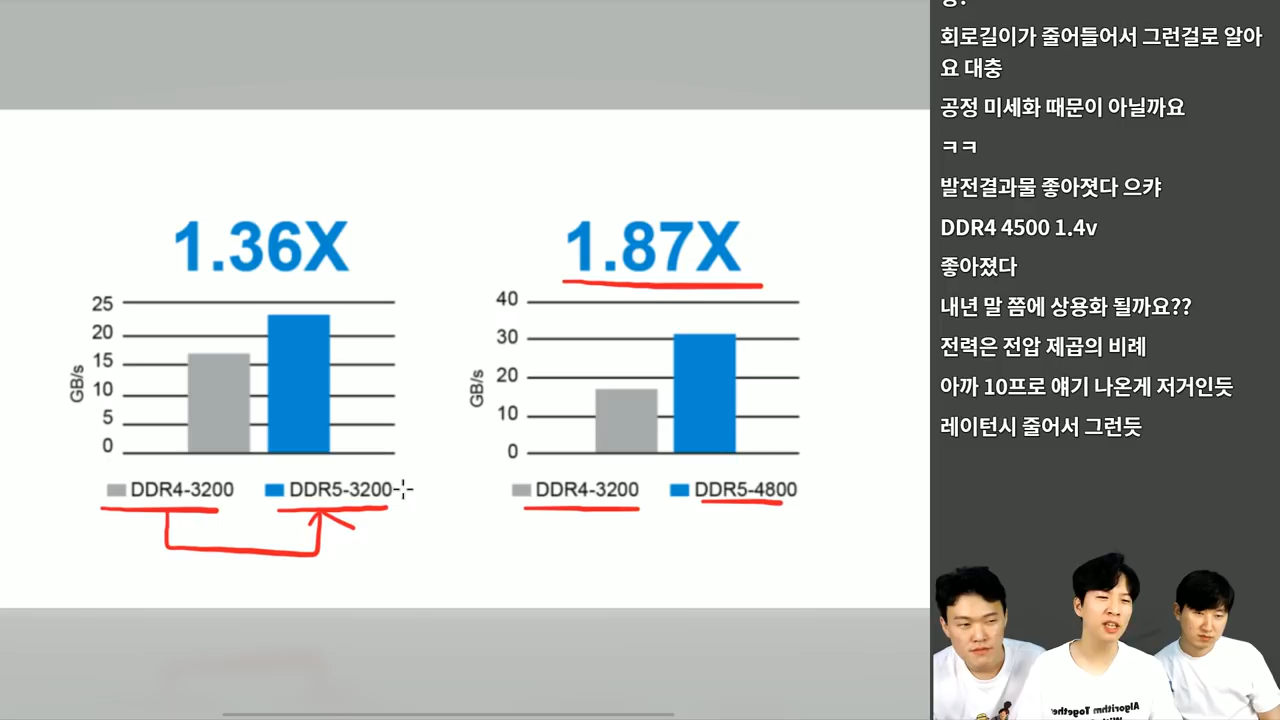 1.36X
25
20
15
10
5
0
GB/s
DDR4-3200 DDR5-3200
1.87X
40
30
20
10
0
GB/s
DDR4-3200 DDR5-4800
회로길이가 줄어들어서 그런걸로 알아
요 대충
공정 미세화 때문이 아닐까요
ㅋㅋ
발전결과물 좋아젓다 으캬
DDR4 4500 1.4v
좋아졌다
내년 말 쯤에 상용화 될까요??
전력은 전압 제곱의 비례
아까 10프로 얘기 나온게 저거인듯
레이턴시 줄어서 그런듯
Algorithm Together